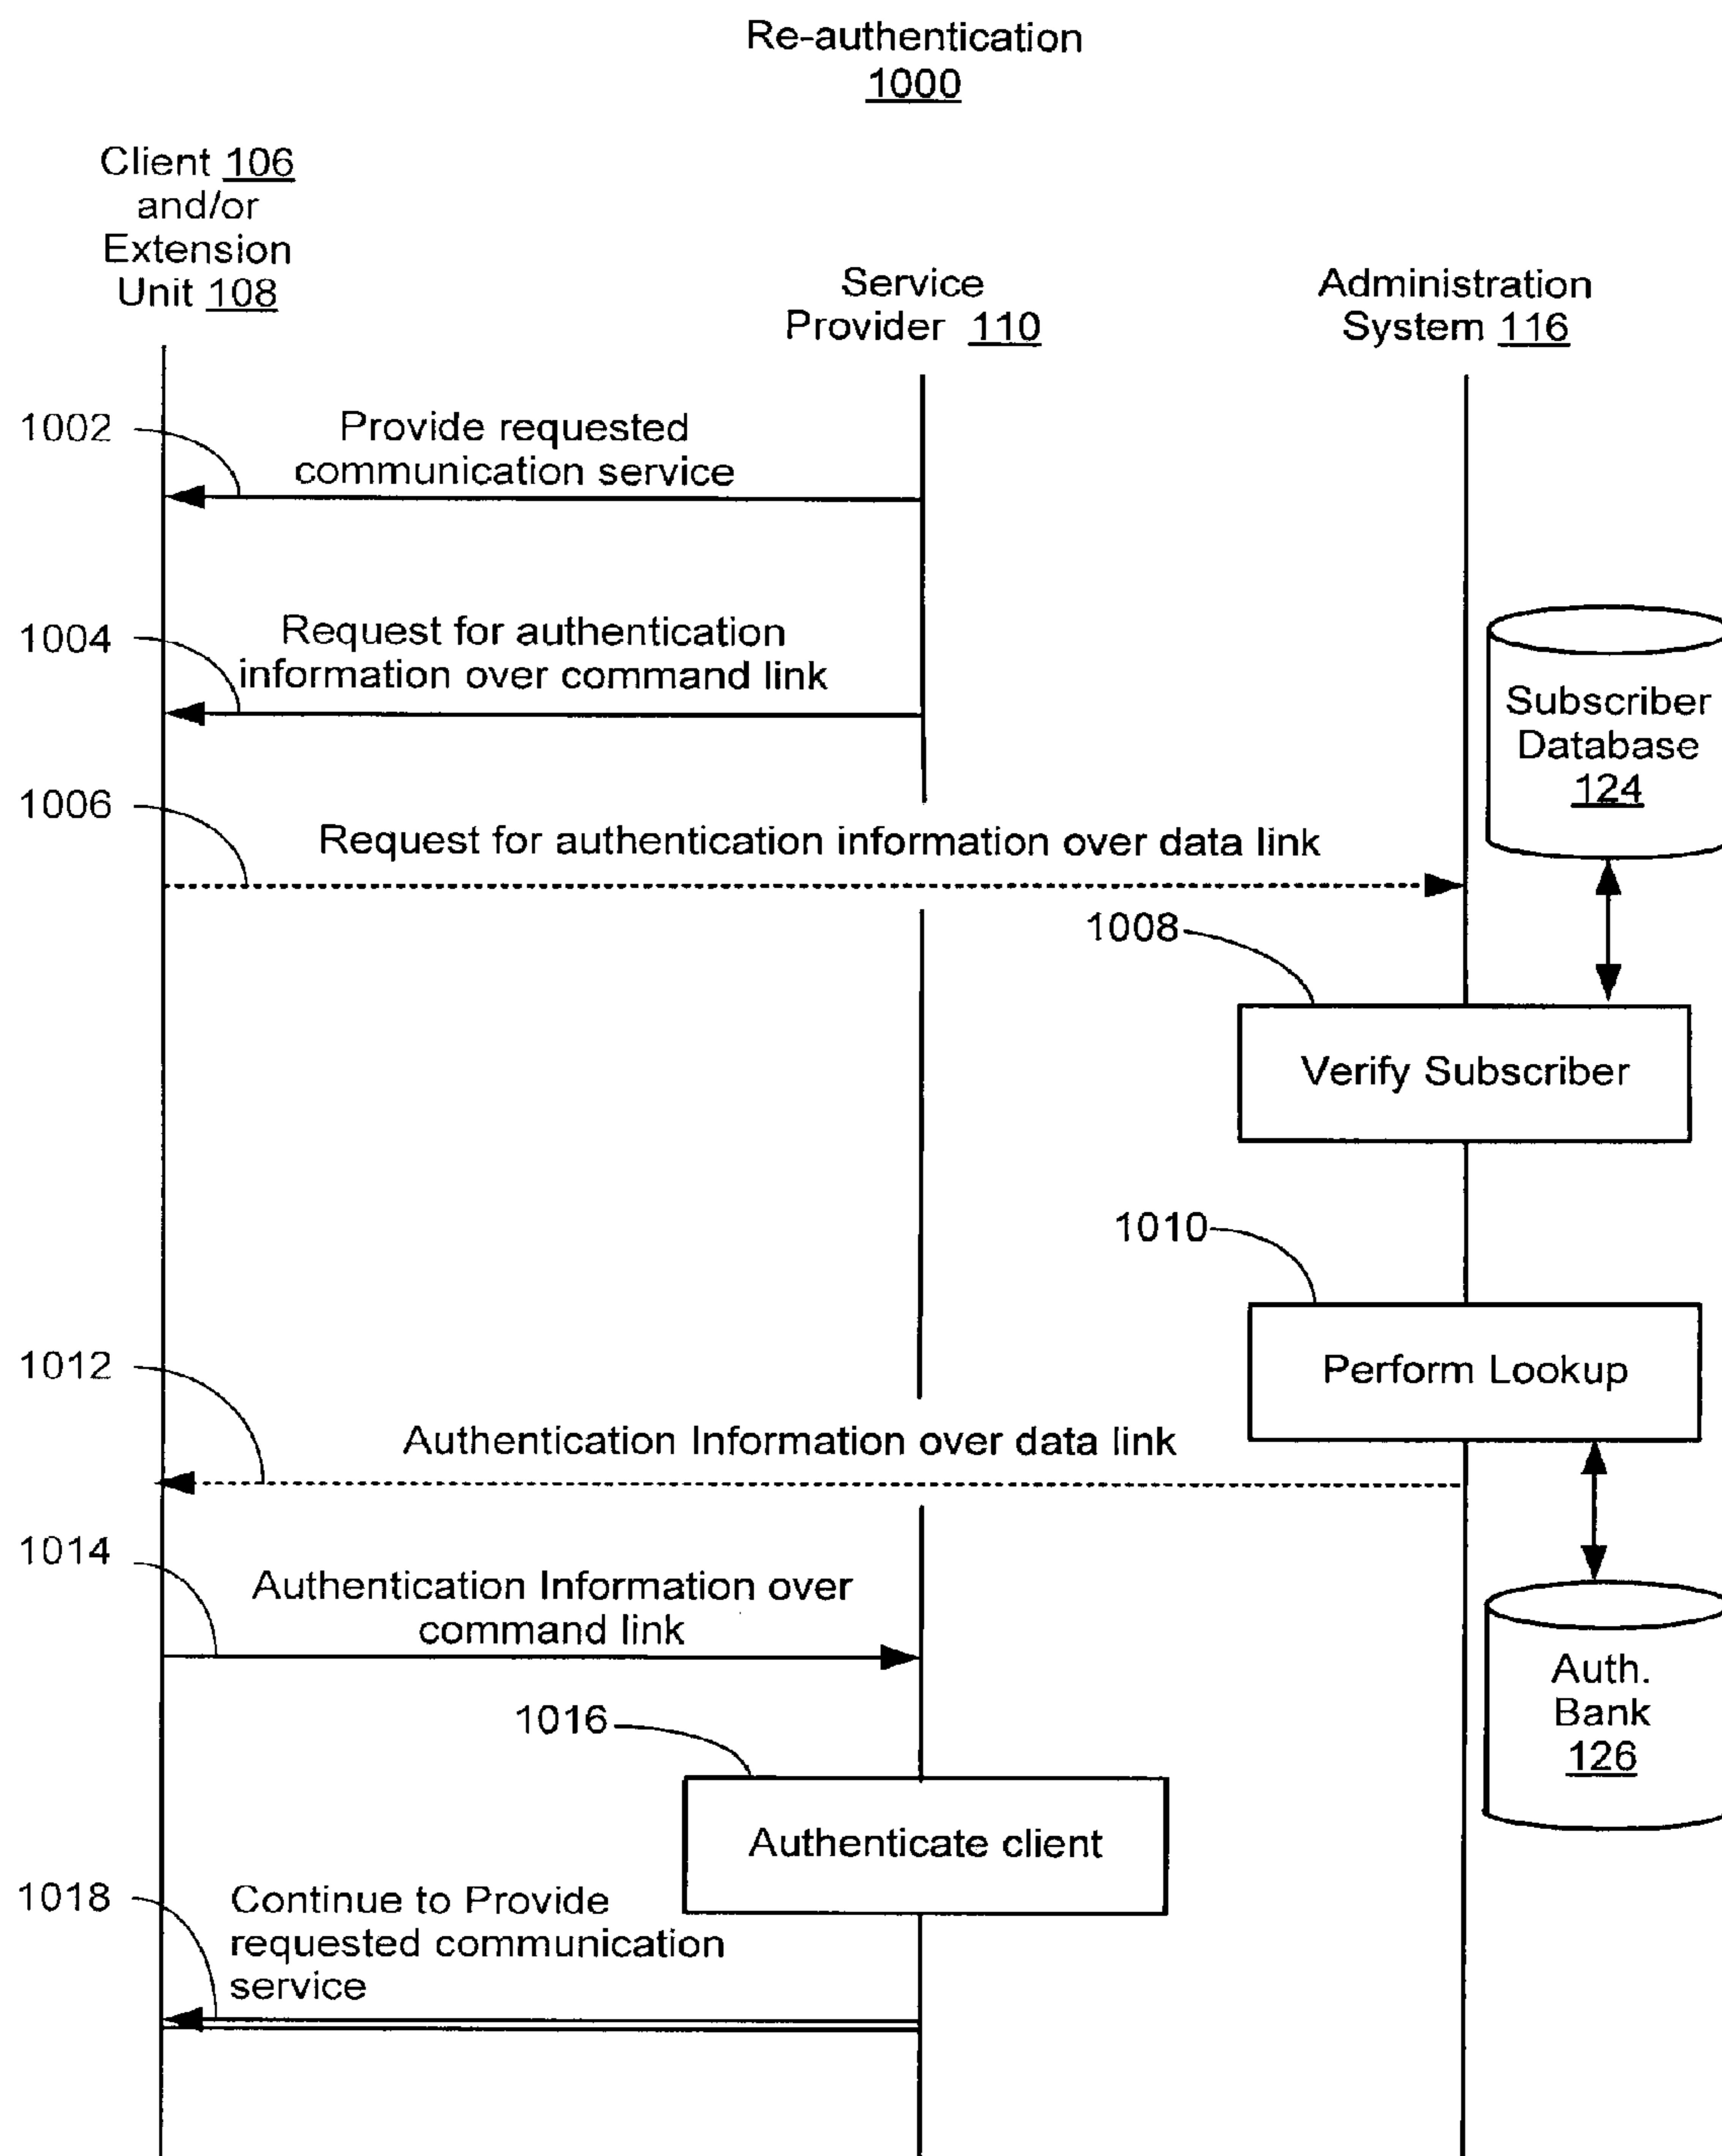 Re-authentication
1000
Client 106
and/or
Extension
Unit 108
Service
Provider 110
Administration
System 116
1002
Provide requested
communication service
1004
Request for authentication
information over command link
Subscriber
Database
124
1006
Request for authentication information over data link
1008
Verify Subscriber
1010
Perform Lookup
1012
Authentication Information over data link
1014
Authentication Information over
command link
Auth.
Bank
126
1016
Authenticate client
1018
Continue to Provide
requested communication
service